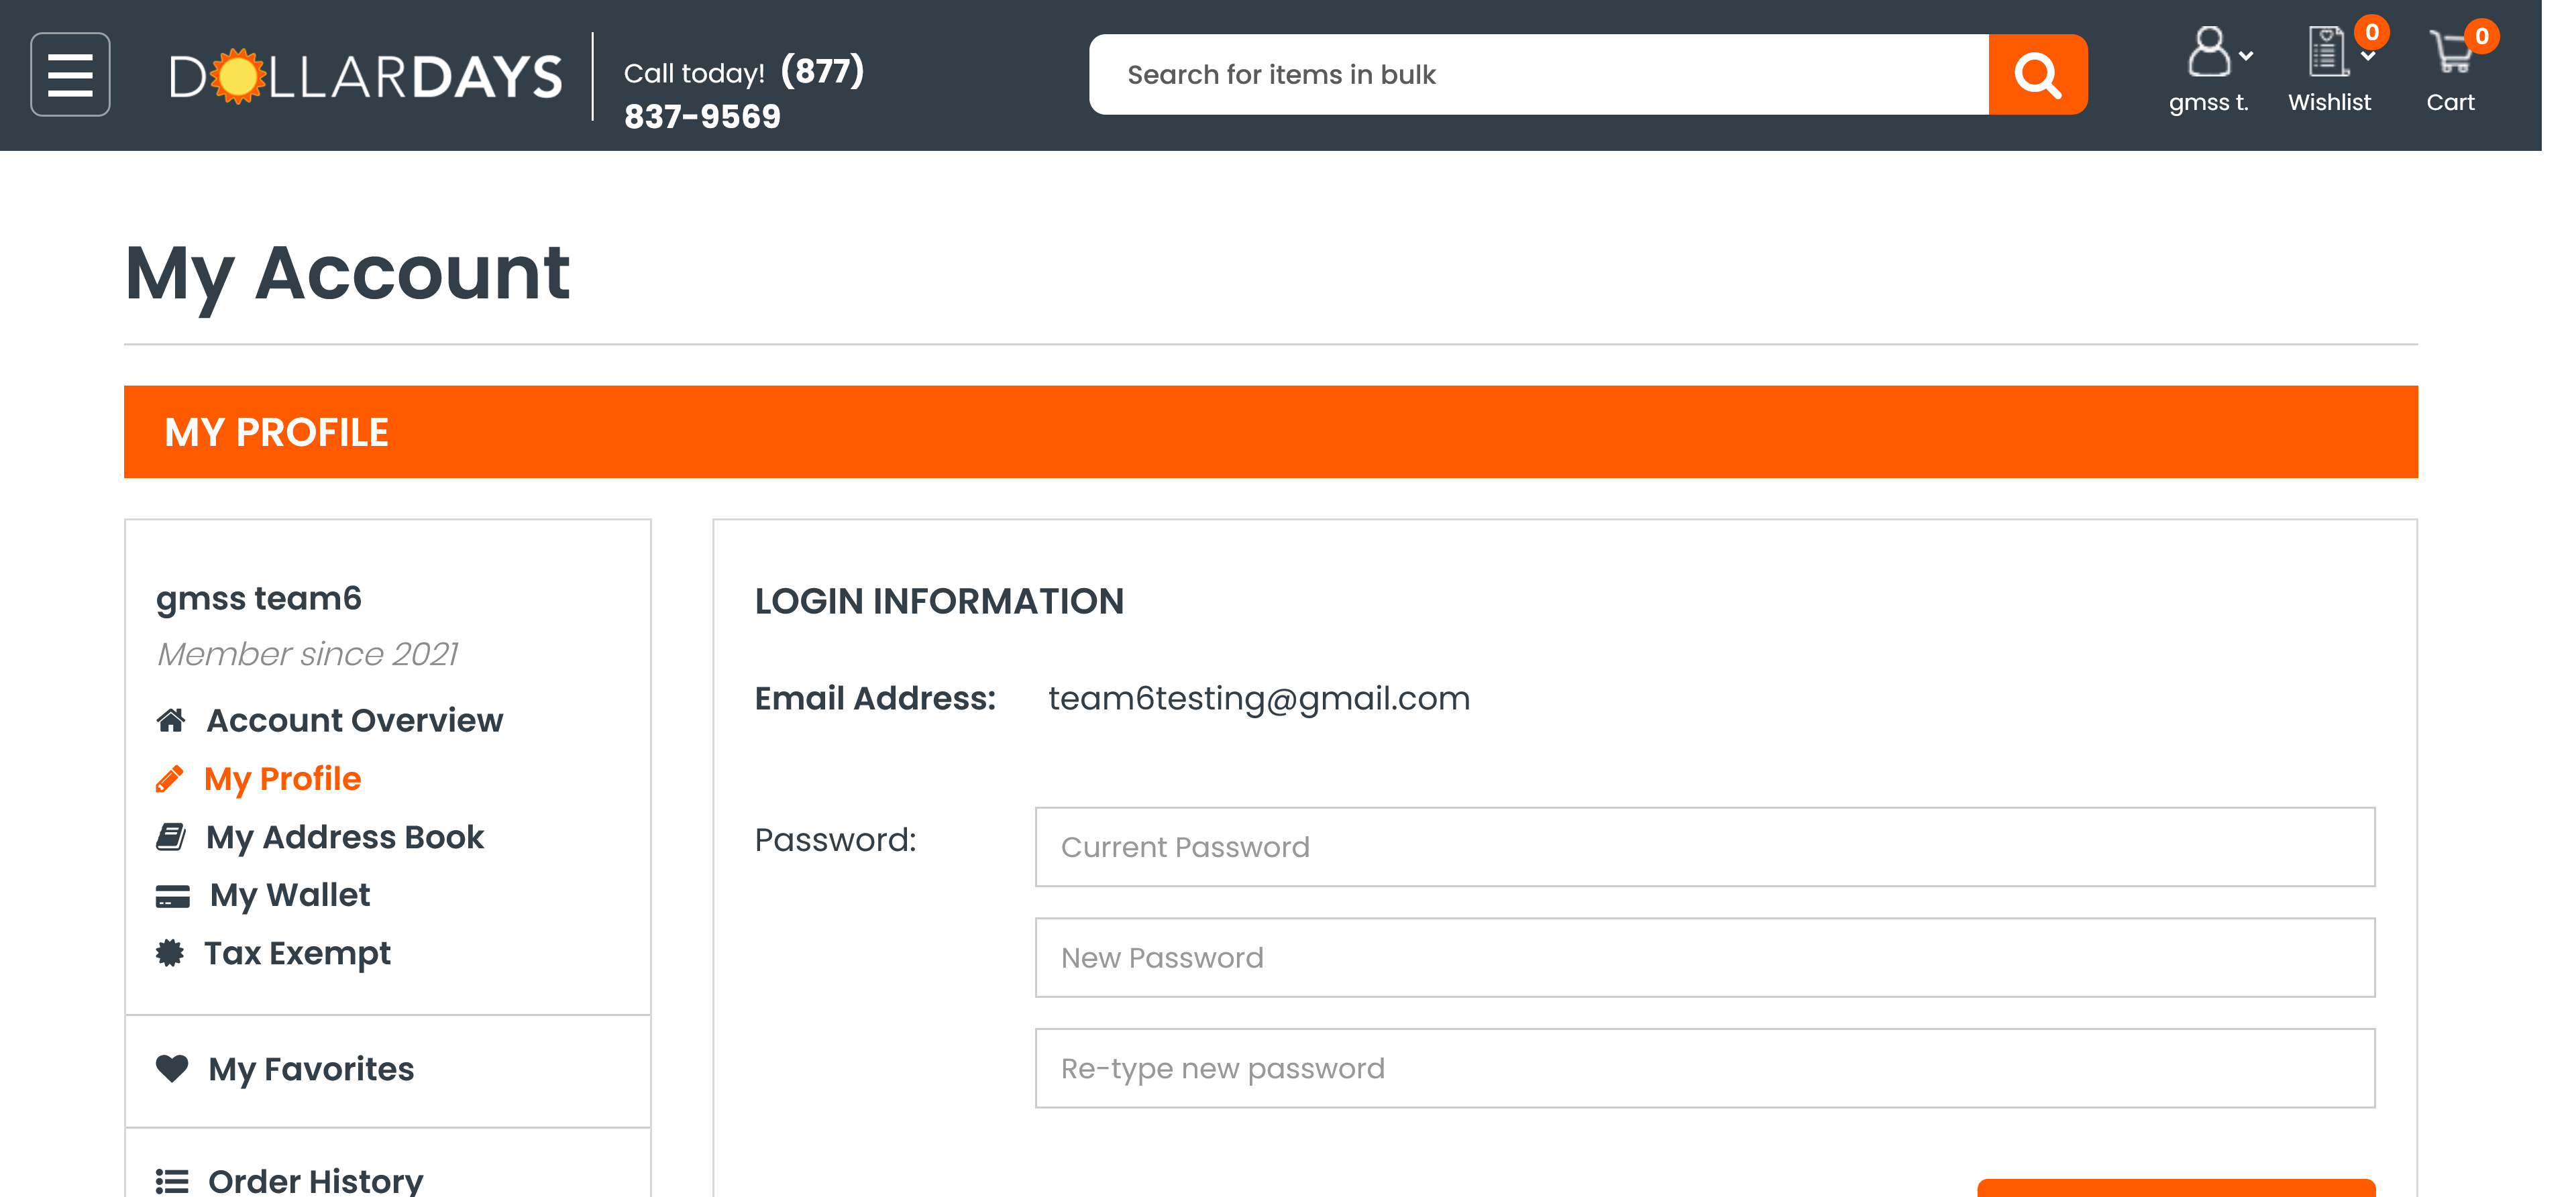 DOLLARDAYS
Call today! (877)
837-9569
Search for items in bulk
gmss t.
0
Wishlist
0
Cart
My Account
MY PROFILE
gmss team6
Member since 2021
Account Overview
My Profile
My Address Book
My Wallet
Tax Exempt
My Favorites
Order History
LOGIN INFORMATION
Email Address: team6testing@gmail.com
Password: Current Password
New Password
Re-type new password